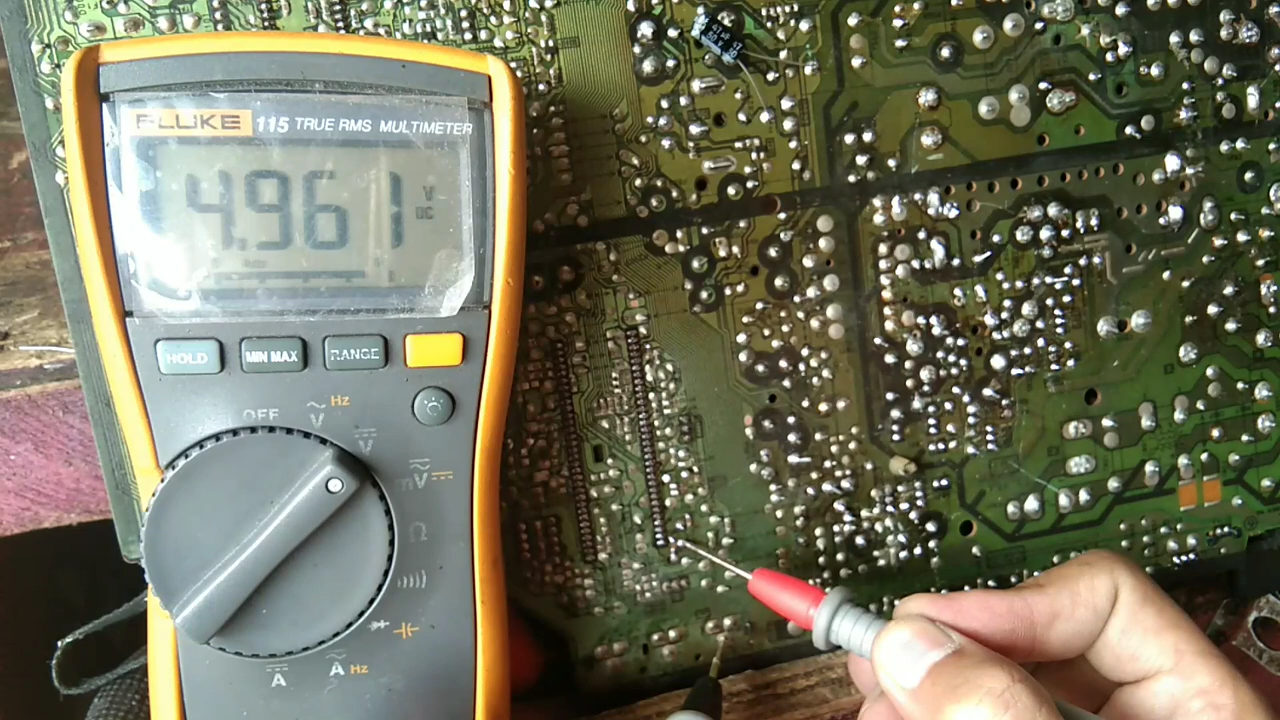 FLUKE 115 TRUE RMS MULTIMETER
4.961 V DC
HOLD MIN MAX RANGE
OFF
V Hz
V
mV
Ω
A
A Hz